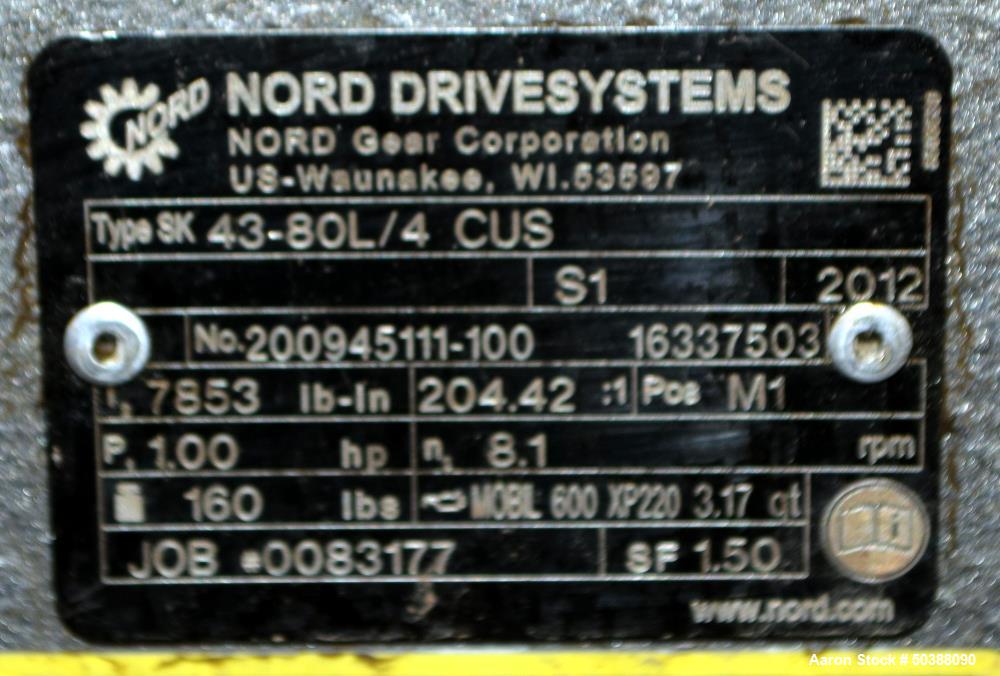 NORD
NORD DRIVESYSTEMS
NORD Gear Corporation
US-Waunakee, WI.53597
Type SK 43-80L/4 CUS
S1 2012
No.200945111-100 16337503
7853 lb-in 204.42 :1 Pos M1
P1 1.00 hp n2 8.1 rpm
160 lbs MOBIL 600 XP220 3.17 qt
JOB #0083177 SF 1.50
www.nord.com
Aaron Stock # 50388090